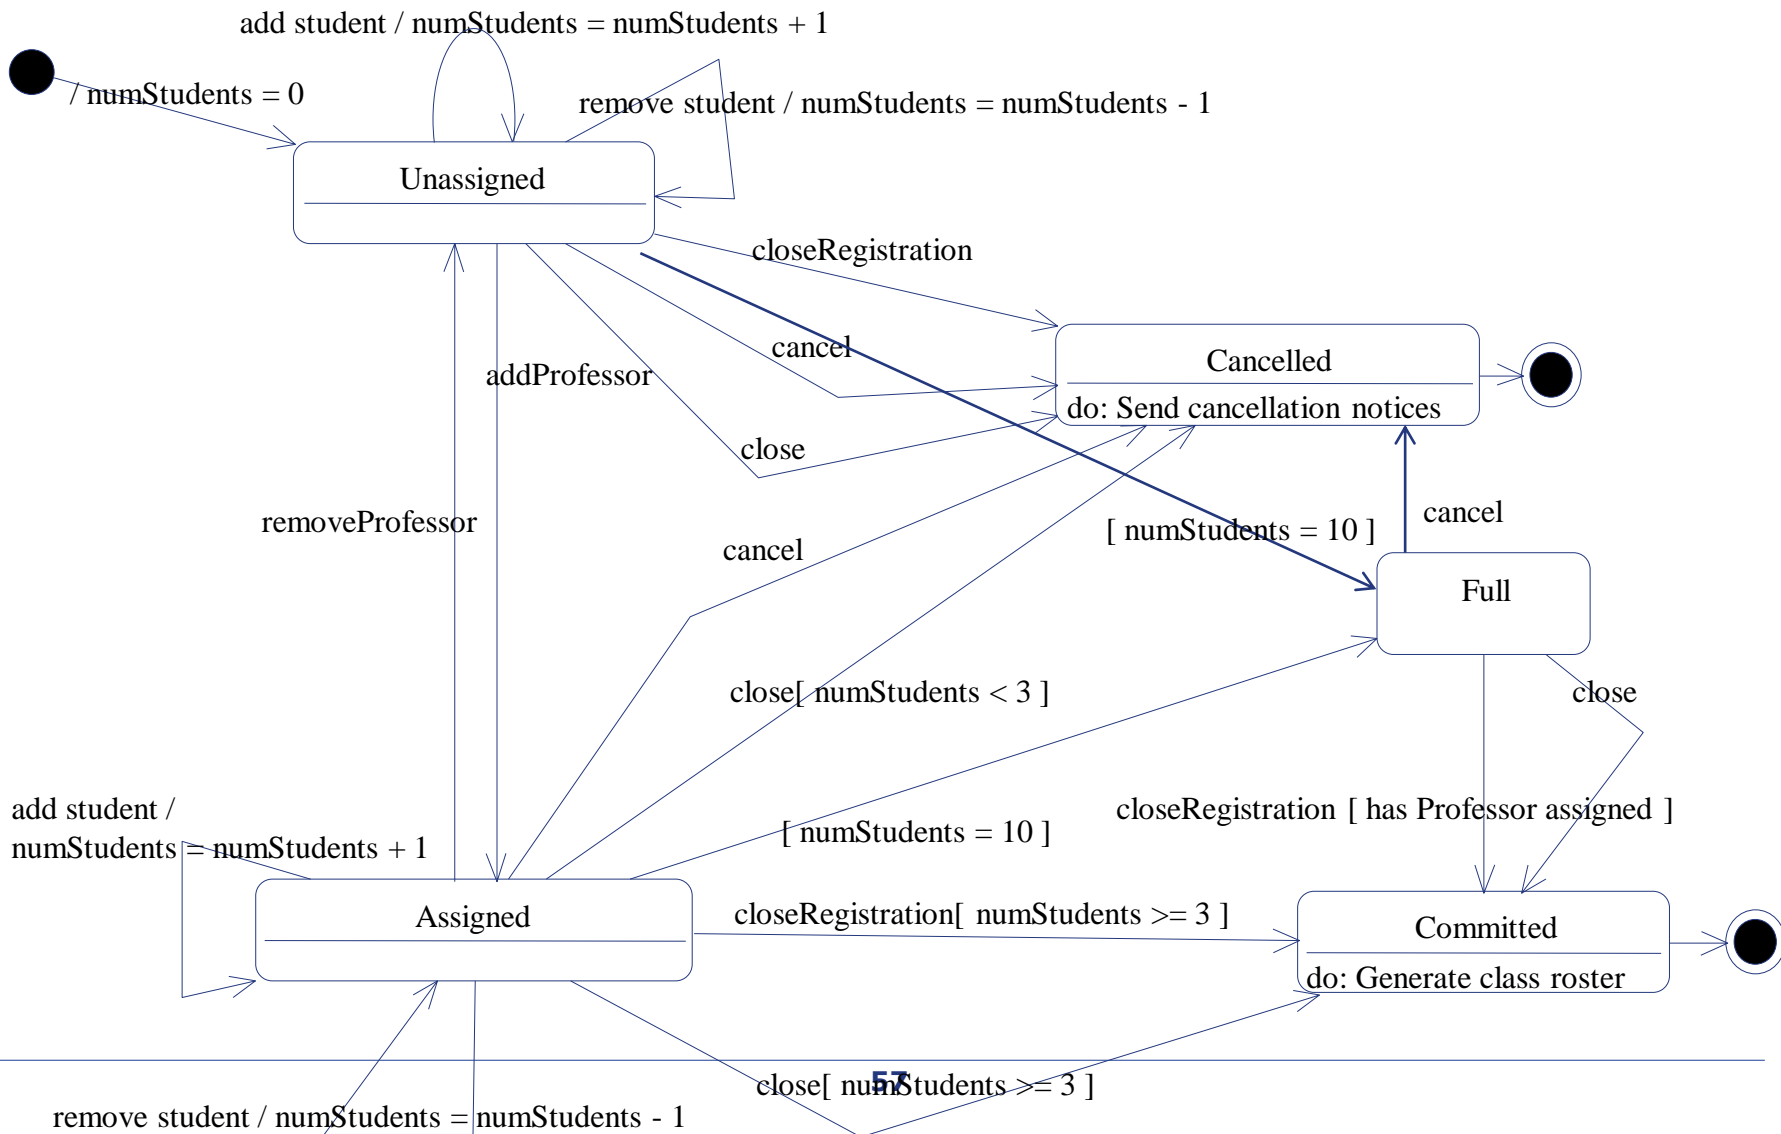 add student / numStudents = numStudents + 1
/ numStudents = 0
remove student / numStudents = numStudents - 1
Unassigned
closeRegistration
cancel
Cancelled
addProfessor
do: Send cancellation notices
close
removeProfessor
cancel
[ numStudents = 10 ]
cancel
Full
close[ numStudents < 3 ]
close
add student /
numStudents = numStudents + 1
[ numStudents = 10 ]
closeRegistration [ has Professor assigned ]
Assigned
closeRegistration[ numStudents >= 3 ]
Committed
do: Generate class roster
57
close[ numStudents >= 3 ]
remove student / numStudents = numStudents - 1